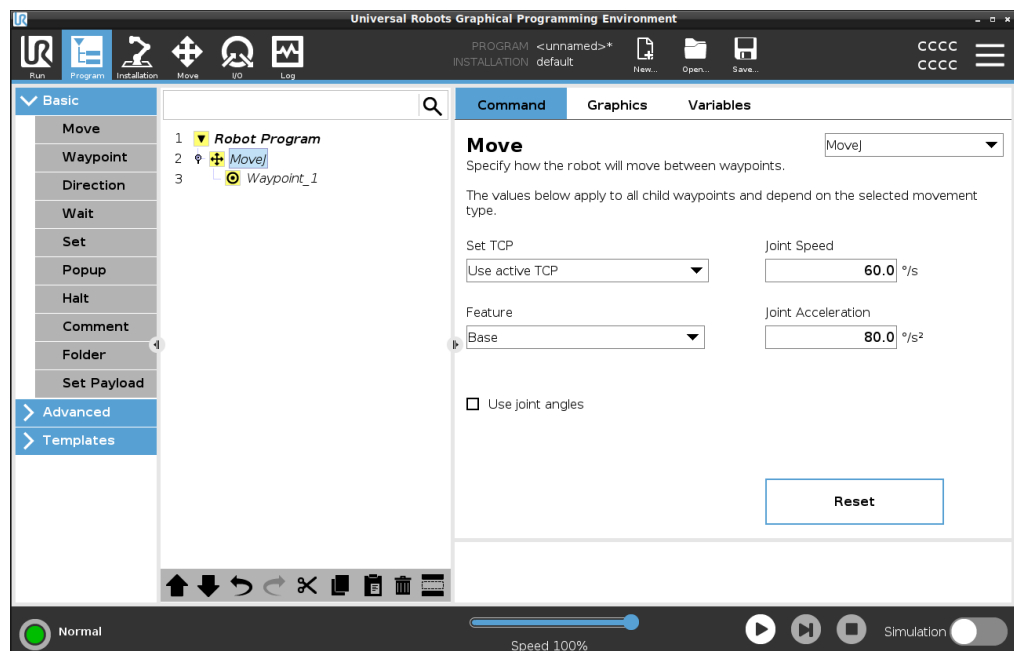 Universal Robots Graphical Programming Environment
UR
Run
Program
Installation
Move
I/O
Log
PROGRAM <unnamed>*
INSTALLATION default
New...
Open...
Save...
CCCC
CCCC
Basic
Move
Waypoint
Direction
Wait
Set
Popup
Halt
Comment
Folder
Set Payload
Advanced
Templates
1 Robot Program
2 MoveJ
3 Waypoint_1
Command Graphics Variables
Move
MoveJ
Specify how the robot will move between waypoints.
The values below apply to all child waypoints and depend on the selected movement
type.
Set TCP
Use active TCP
Joint Speed
60.0 °/s
Feature
Base
Joint Acceleration
80.0 °/s²
Use joint angles
Reset
Normal
Speed 100%
Simulation